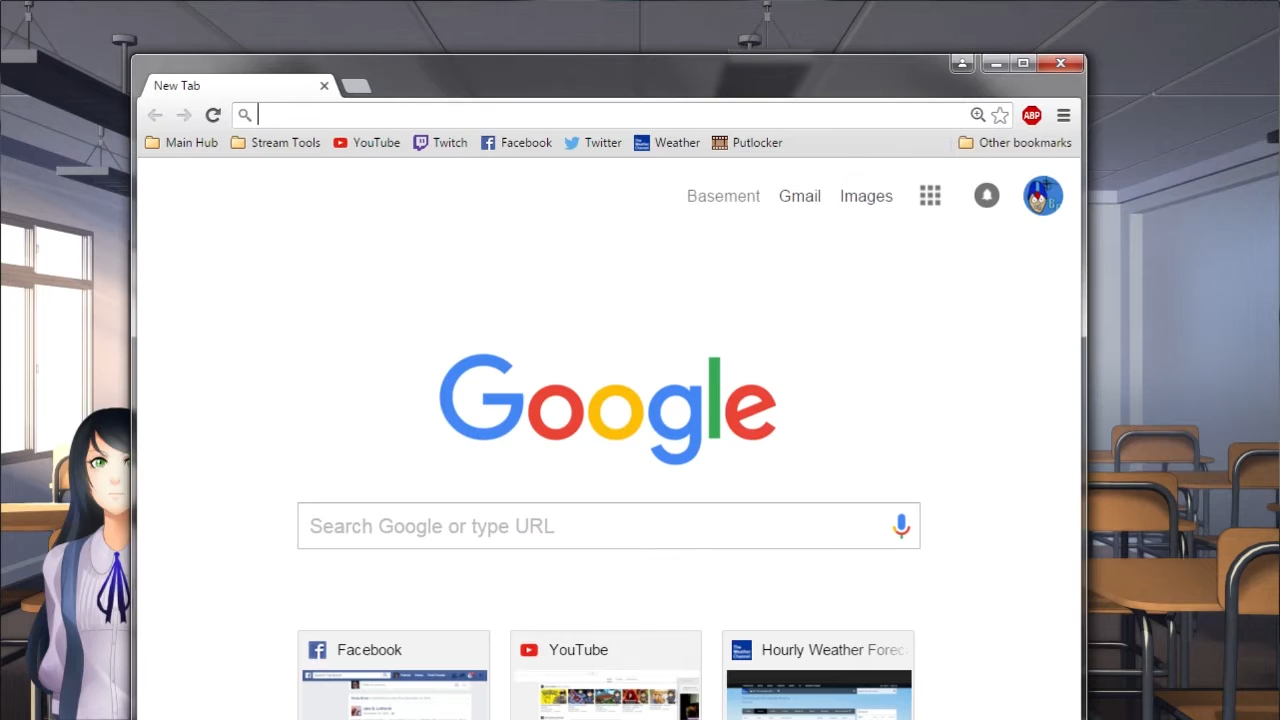 New Tab
Main Hub Stream Tools YouTube Twitch Facebook Twitter Weather Putlocker Other bookmarks
ABP
Basement Gmail Images
Google
Search Google or type URL
Facebook YouTube Hourly Weather Forec